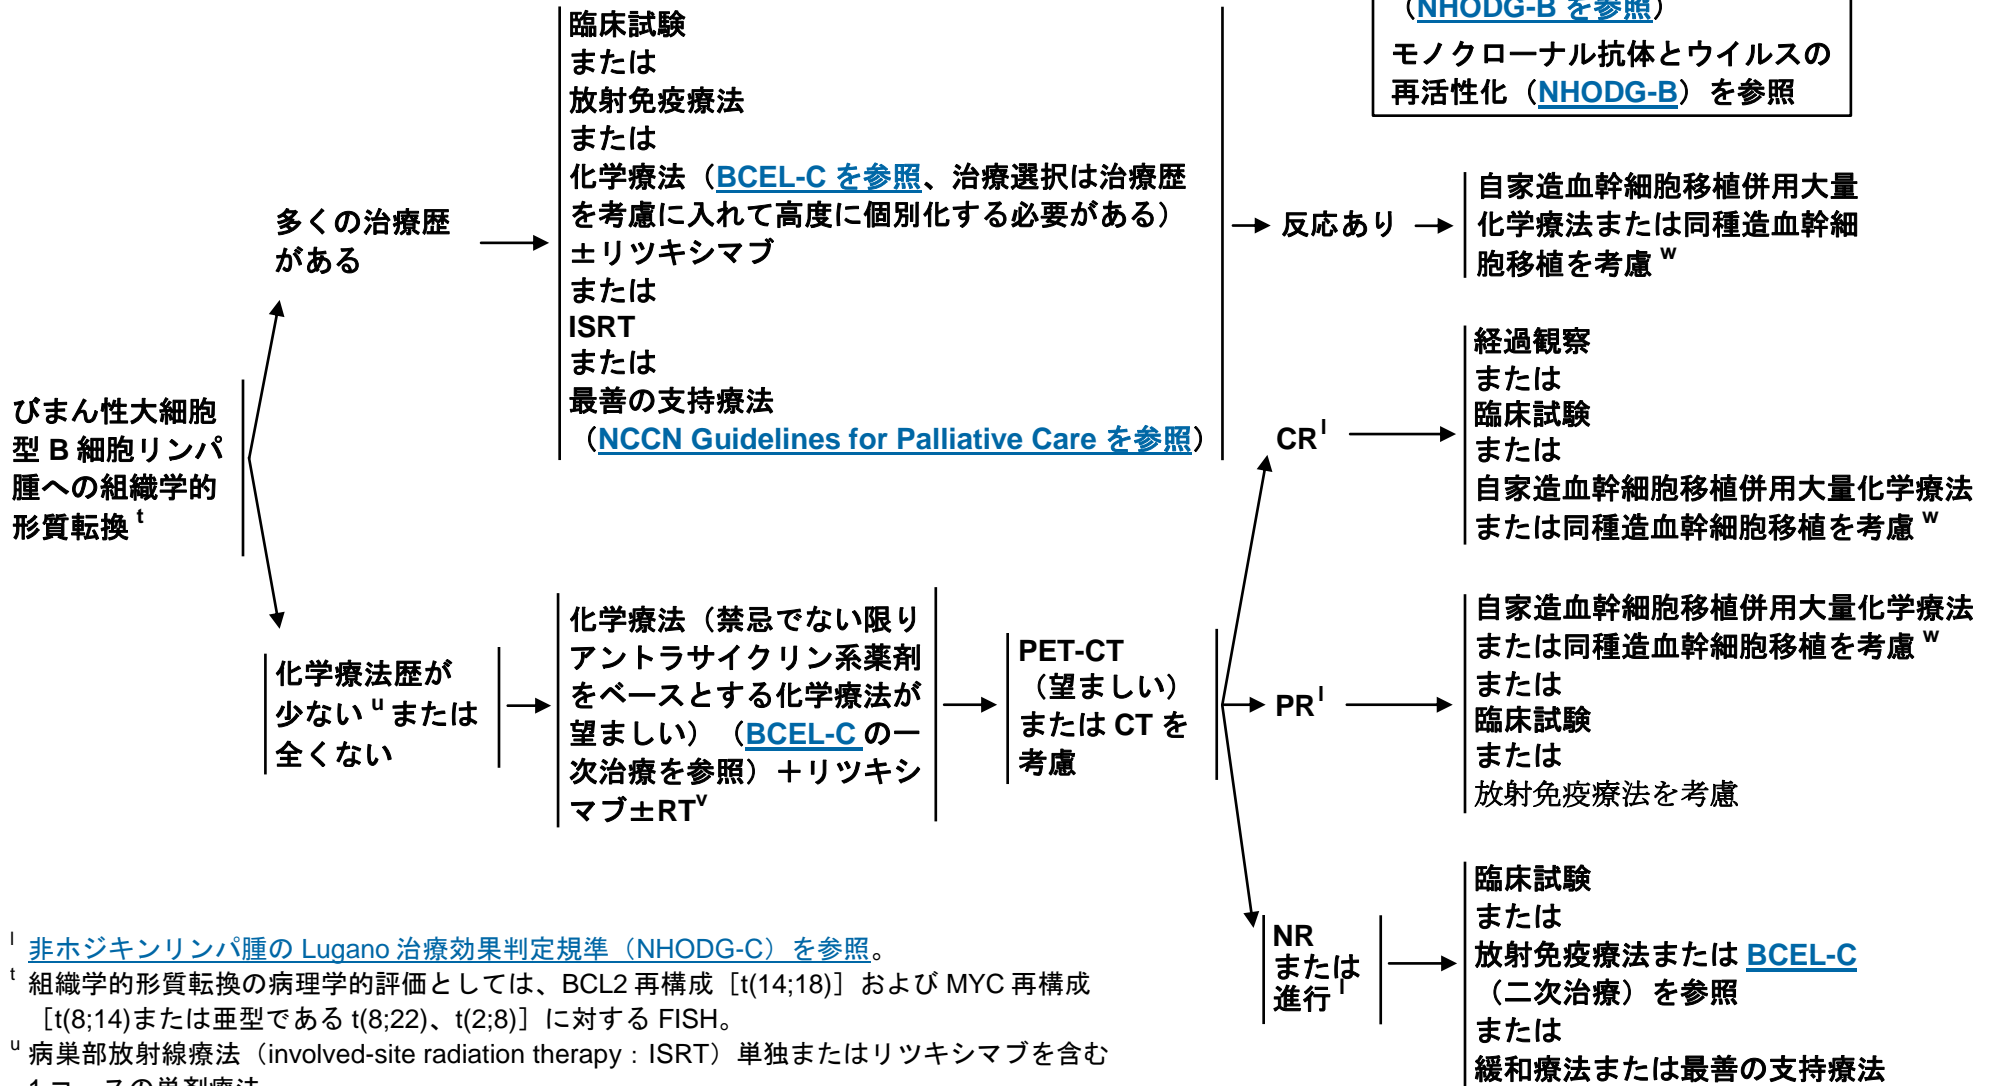 （NHODG-B を参照）
モノクローナル抗体とウイルスの
再活性化（NHODG-B）を参照
びまん性大細胞
型 B 細胞リンパ
腫への組織学的
形質転換 t
多くの治療歴
がある
臨床試験
または
放射免疫療法
または
化学療法（BCEL-C を参照、治療選択は治療歴
を考慮に入れて高度に個別化する必要がある）
±リツキシマブ
または
ISRT
または
最善の支持療法
（NCCN Guidelines for Palliative Care を参照）
反応あり
自家造血幹細胞移植併用大量
化学療法または同種造血幹細
胞移植を考慮 w
化学療法歴が
少ない u または
全くない
化学療法（禁忌でない限り
アントラサイクリン系薬剤
をベースとする化学療法が
望ましい）（BCEL-C の一
次治療を参照）＋リツキシ
マブ±RTv
PET-CT
（望ましい）
または CT を
考慮
CR l
経過観察
または
臨床試験
または
自家造血幹細胞移植併用大量化学療法
または同種造血幹細胞移植を考慮 w
PR l
自家造血幹細胞移植併用大量化学療法
または同種造血幹細胞移植を考慮 w
または
臨床試験
または
放射免疫療法を考慮
NR
または
進行 l
臨床試験
または
放射免疫療法または BCEL-C
（二次治療）を参照
または
緩和療法または最善の支持療法
l 非ホジキンリンパ腫の Lugano 治療効果判定規準（NHODG-C）を参照。
t 組織学的形質転換の病理学的評価としては、BCL2 再構成［t(14;18)］および MYC 再構成
［t(8;14)または亜型である t(8;22)、t(2;8)］に対する FISH。
u 病巣部放射線療法（involved-site radiation therapy：ISRT）単独またはリツキシマブを含む
1 コースの単剤療法